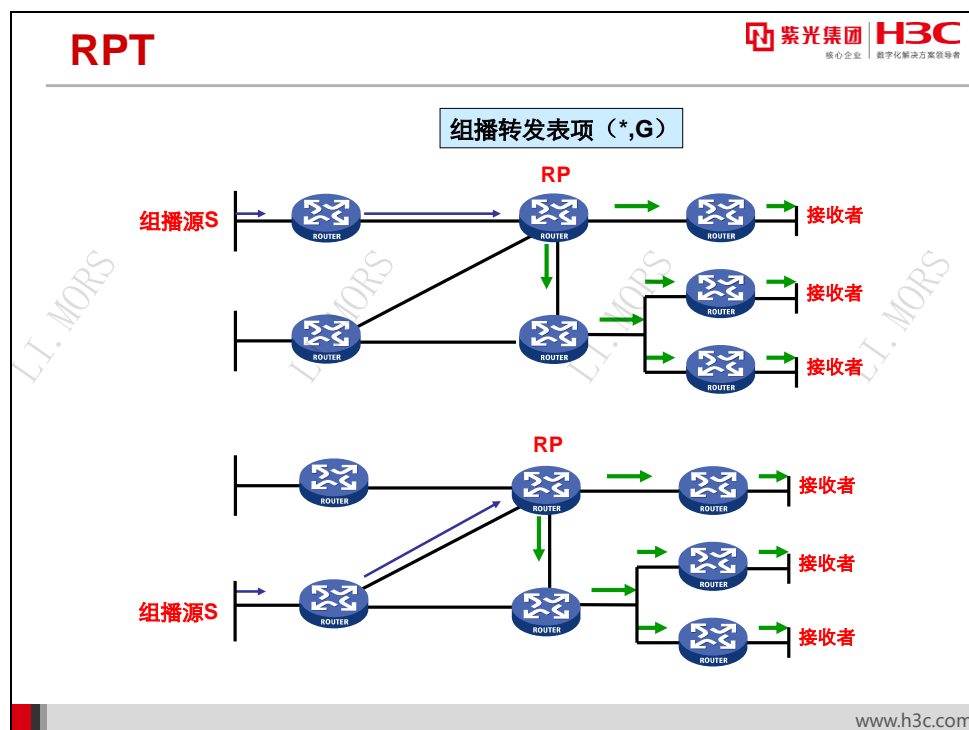 RPT
紫光集团
核心企业
H3C
数字化解决方案领导者
组播转发表项（*,G）
RP
组播源S
ROUTER
ROUTER
ROUTER
接收者
ROUTER
接收者
ROUTER
ROUTER
ROUTER
接收者
LI.MORS
LI.MORS
LI.MORS
LI.MORS
RP
ROUTER
ROUTER
ROUTER
接收者
ROUTER
接收者
组播源S
ROUTER
ROUTER
ROUTER
接收者
www.h3c.com